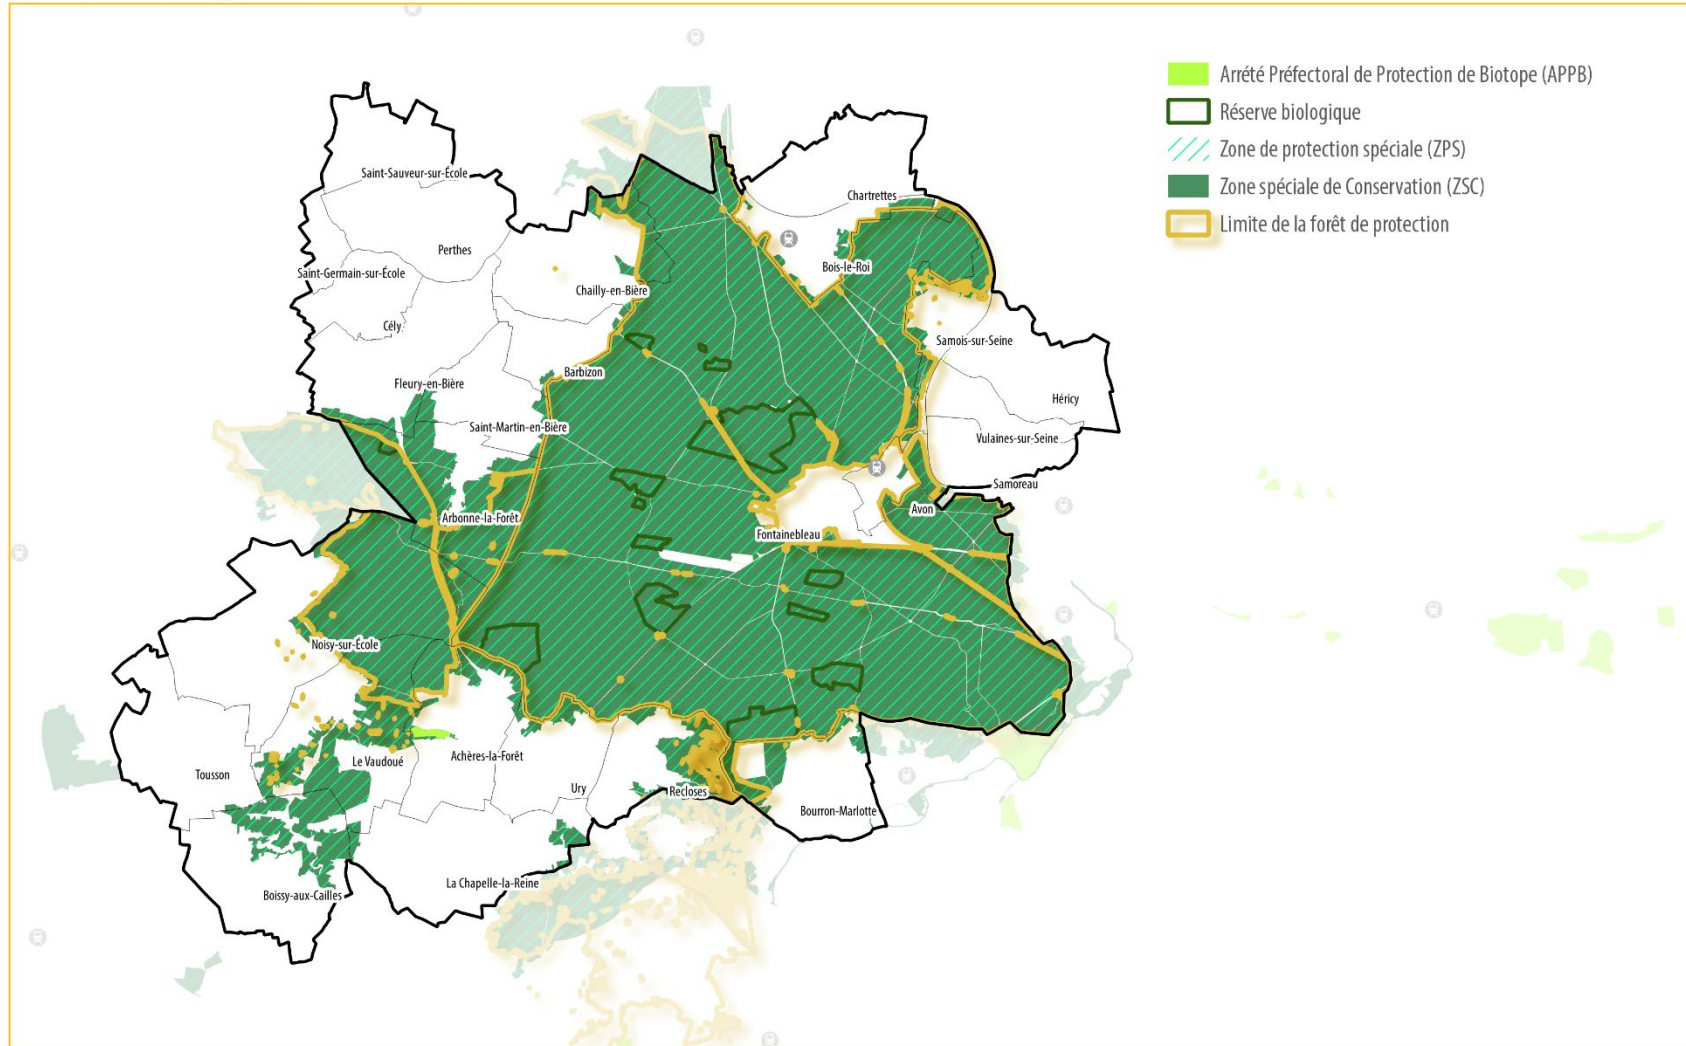 Arrété Préfectoral de Protection de Biotope (APPB)
Réserve biologique
Zone de protection spéciale (ZPS)
Zone spéciale de Conservation (ZSC)
Limite de la forêt de protection
Saint-Sauveur-sur-École
Chartrettes
Perthes
Saint-Germain-sur-École
Bois-le-Roi
Chailly-en-Bière
Cély
Samois-sur-Seine
Barbizon
Fleury-en-Bière
Héricy
Saint-Martin-en-Bière
Vulaines-sur-Seine
Samoreau
Avon
Arbonne-la-Forêt
Fontainebleau
Noisy-sur-École
Achères-la-Forêt
Le Vaudoué
Tousson
Ury
Recloses
Bourron-Marlotte
La Chapelle-la-Reine
Boissy-aux-Cailles